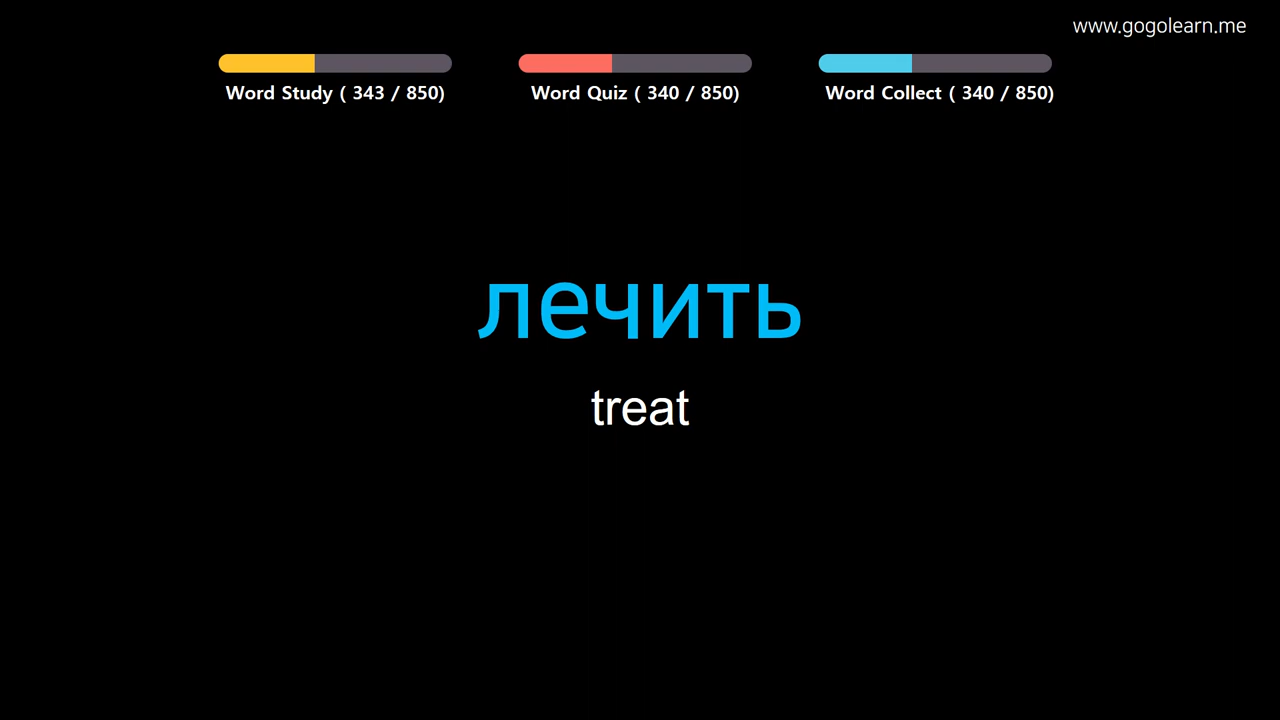 www.gogolearn.me
Word Study ( 343 / 850)
Word Quiz ( 340 / 850)
Word Collect ( 340 / 850)
лечить
treat